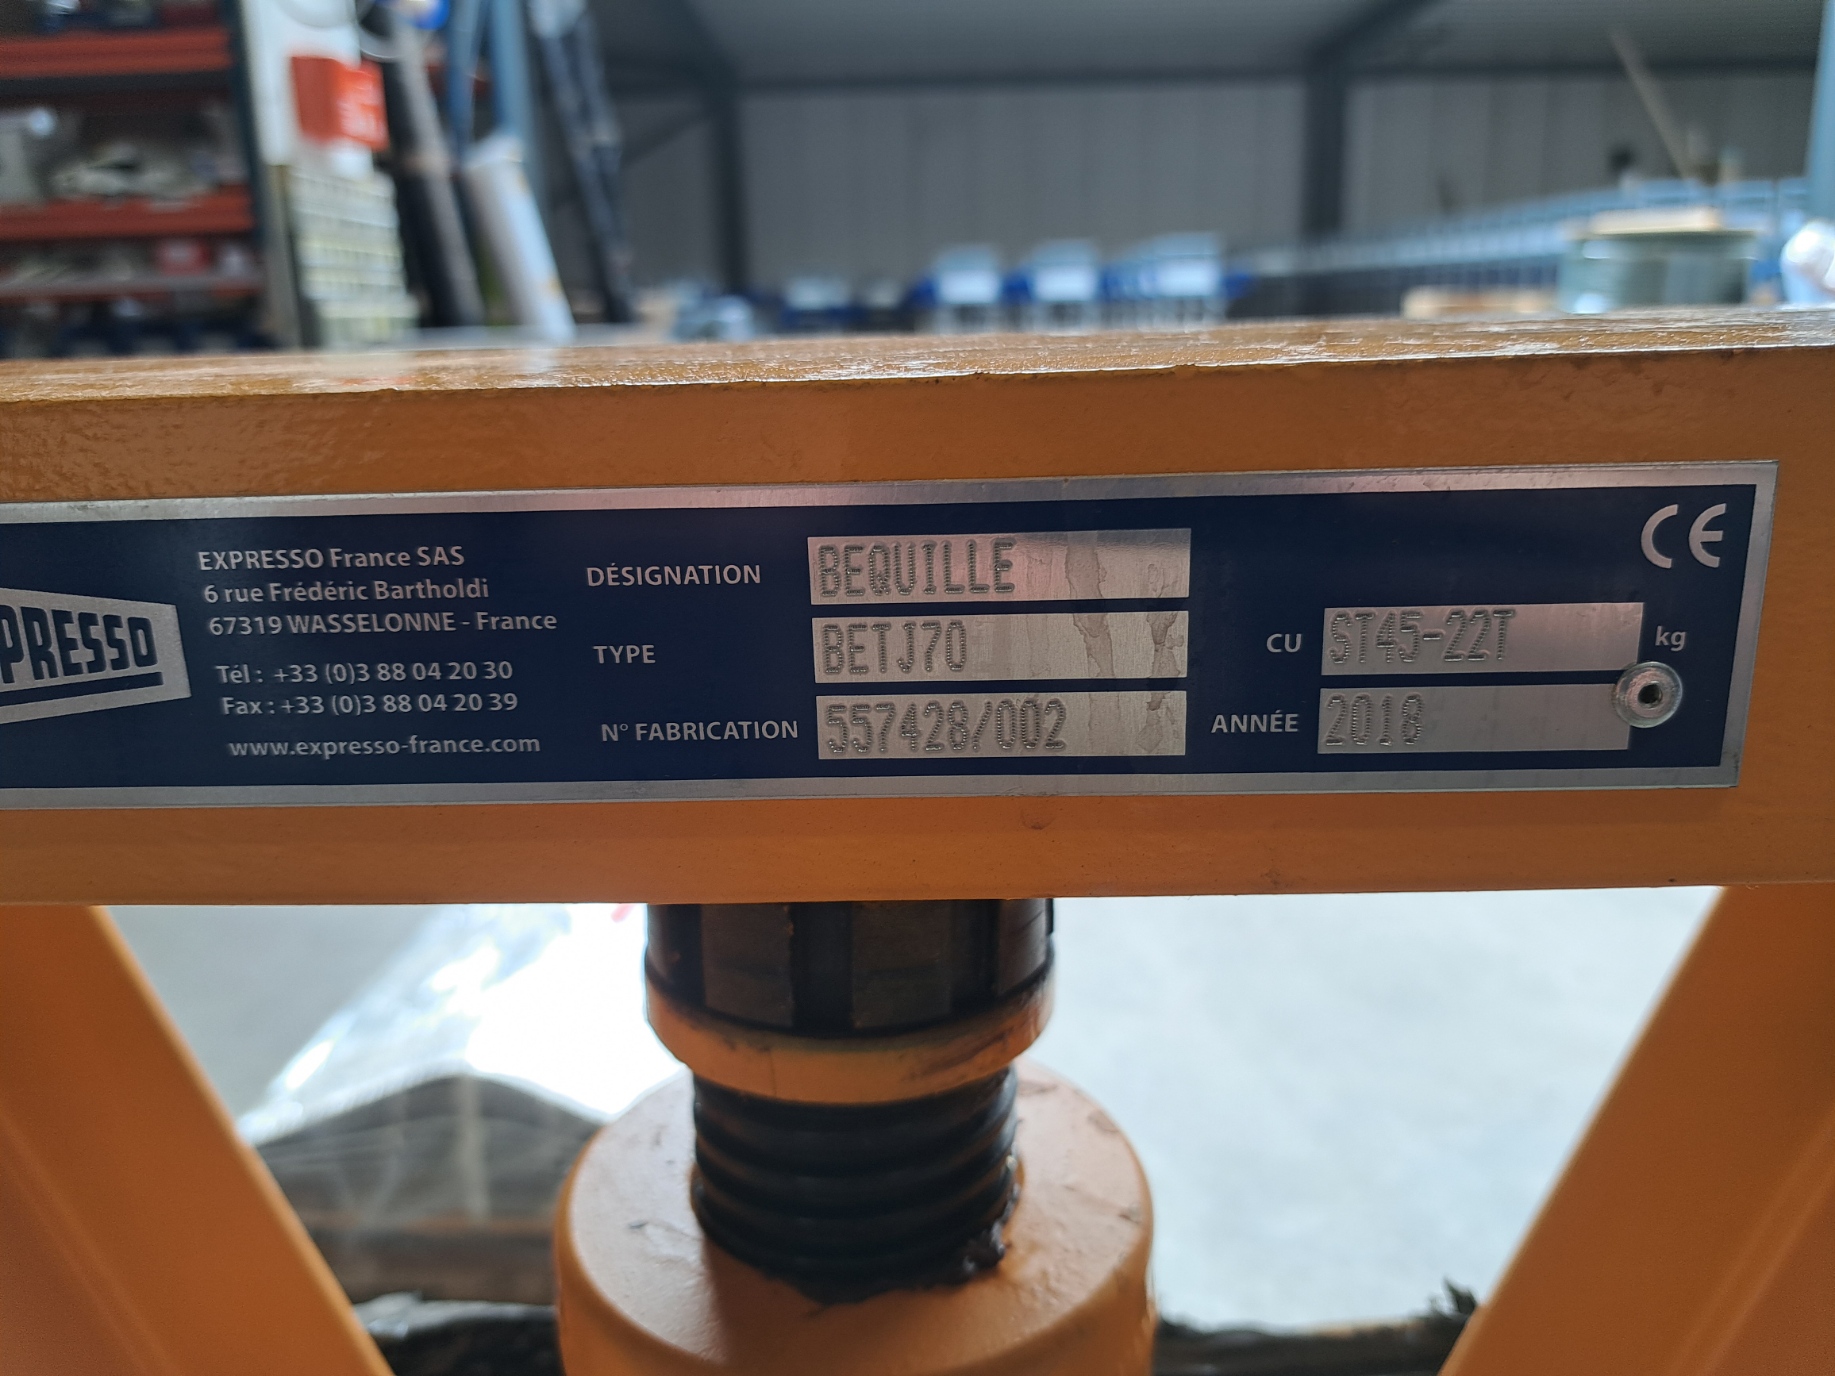 PRESSO
EXPRESSO France SAS
6 rue Frédéric Bartholdi
67319 WASSELONNE - France
Tél : +33 (0)3 88 04 20 30
Fax : +33 (0)3 88 04 20 39
www.expresso-france.com
DÉSIGNATION BEQUILLE
TYPE BETJ70
N° FABRICATION 557428/002
CE
CU ST45-22T kg
ANNÉE 2018